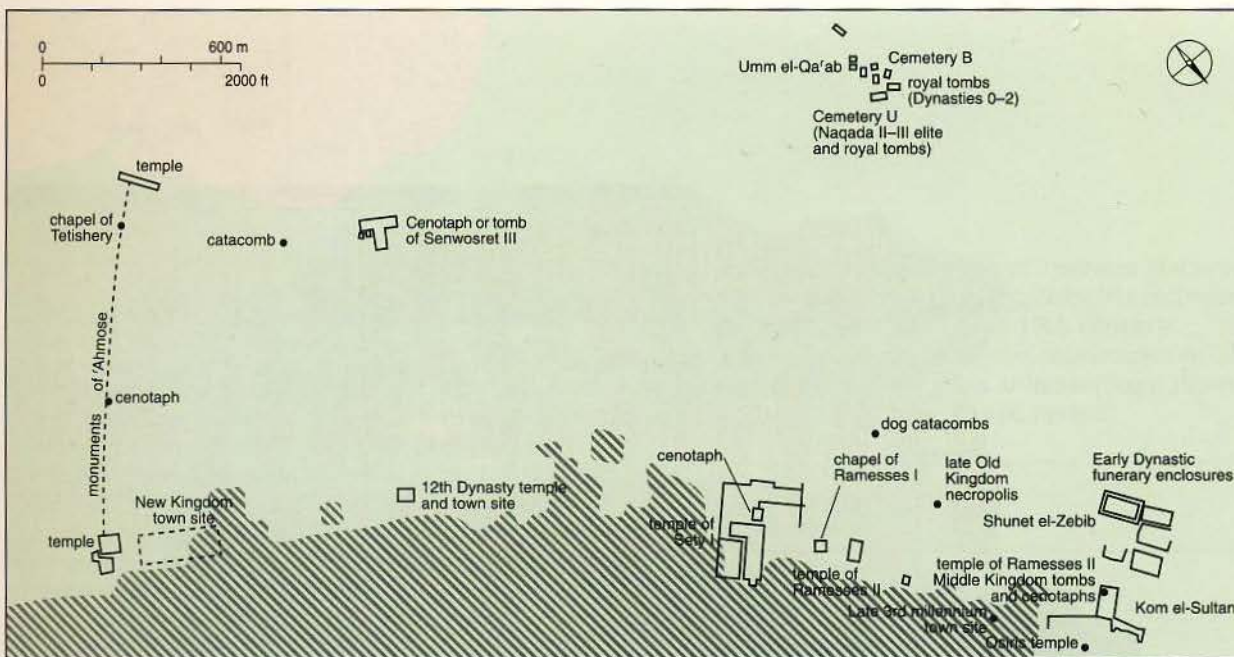 0
600 m
0
2000 ft
Umm el-Qaʿab
Cemetery B
royal tombs
(Dynasties 0–2)
Cemetery U
(Naqada II–III elite
and royal tombs)
temple
chapel of
Tetishery
catacomb
Cenotaph or tomb
of Senwosret III
monuments of ʿAhmose
cenotaph
New Kingdom
town site
temple
12th Dynasty temple
and town site
cenotaph
temple of
Sety I
dog catacombs
chapel of
Ramesses I
temple of
Ramesses II
late Old
Kingdom
necropolis
Early Dynastic
funerary enclosures
Shunet el-Zebib
temple of Ramesses II
Middle Kingdom tombs
and cenotaphs
Kom el-Sultan
Late 3rd millennium
town site
Osiris temple